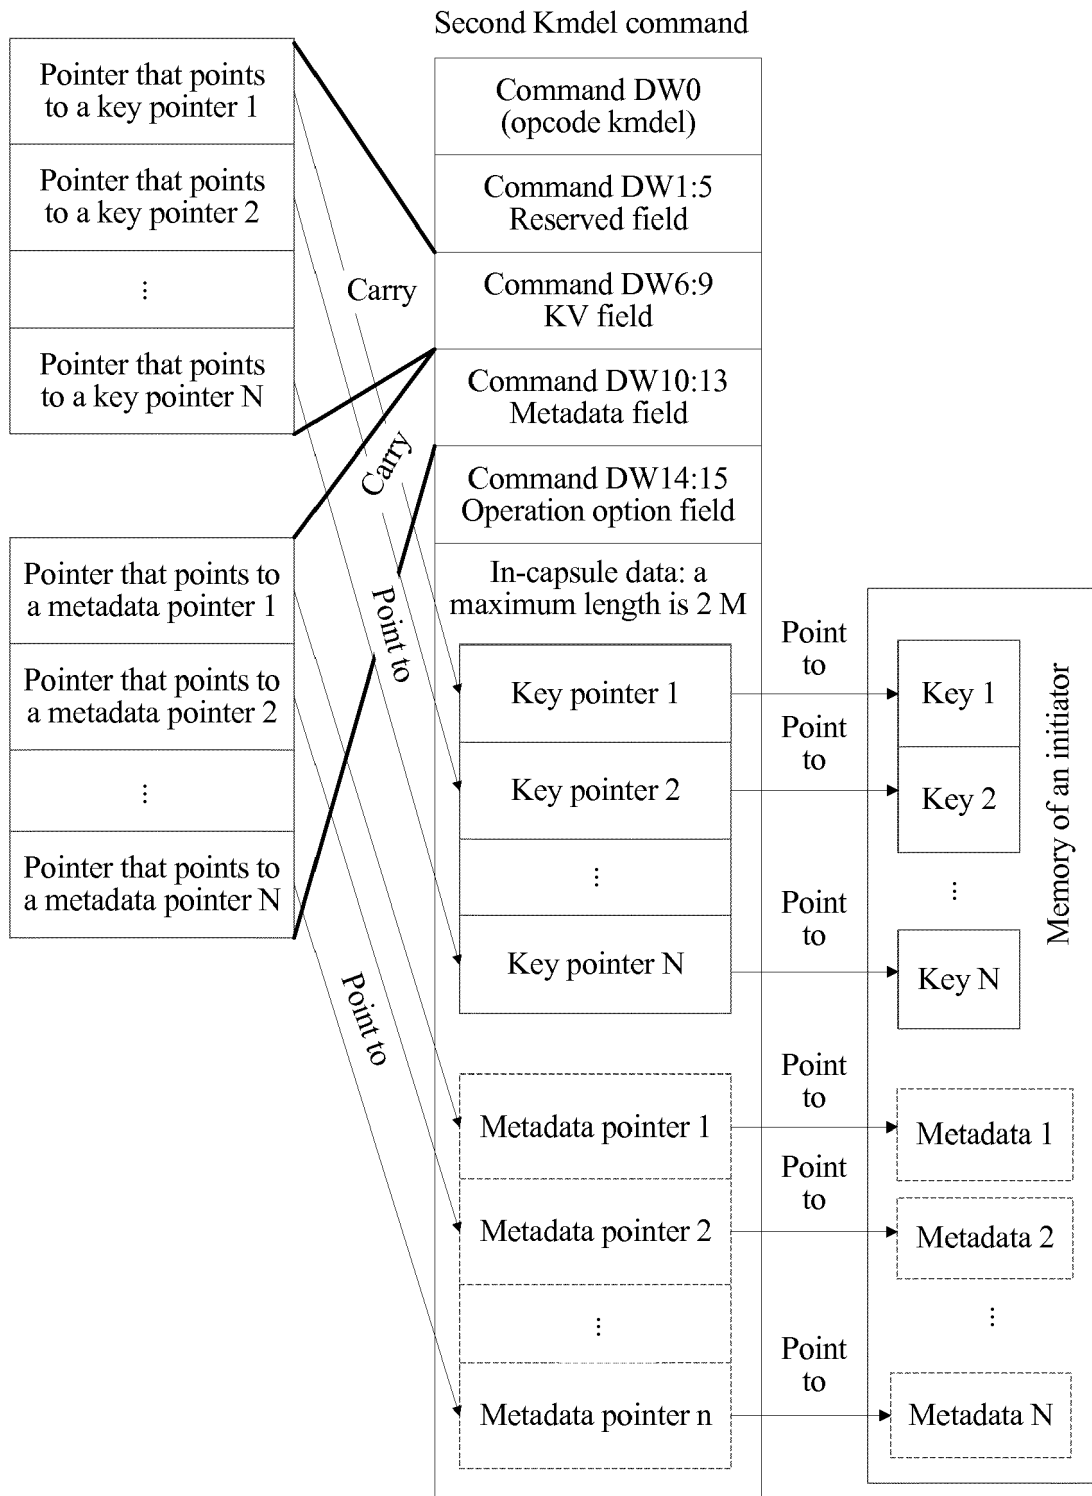 Second Kmdel command
Pointer that points
to a key pointer 1
Pointer that points
to a key pointer 2
⋮
Pointer that points
to a key pointer N
Carry
Command DW0
(opcode kmdel)
Command DW1:5
Reserved field
Command DW6:9
KV field
Command DW10:13
Metadata field
Command DW14:15
Operation option field
Carry
Pointer that points to
a metadata pointer 1
Pointer that points to
a metadata pointer 2
⋮
Pointer that points to
a metadata pointer N
Point to
Point to
In-capsule data: a
maximum length is 2 M
Key pointer 1
Key pointer 2
⋮
Key pointer N
Metadata pointer 1
Metadata pointer 2
⋮
Metadata pointer n
Point
to
Point
to
Point
to
Point
to
Point
to
Point
to
Key 1
Key 2
⋮
Key N
Metadata 1
Metadata 2
⋮
Metadata N
Memory of an initiator